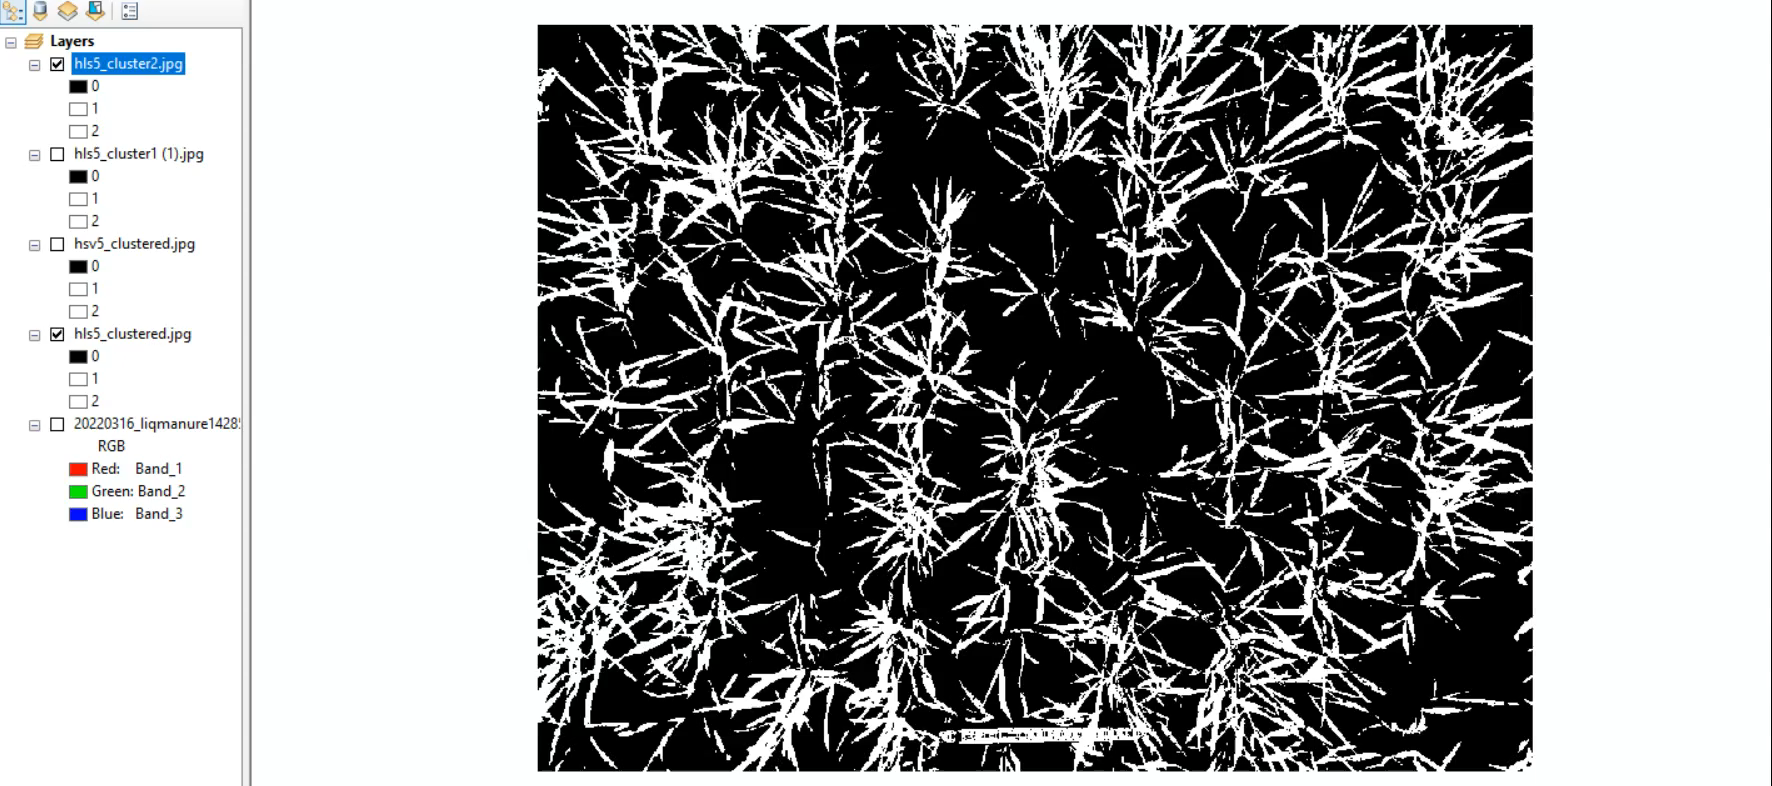 Layers
hls5_cluster2.jpg
0
1
2
hls5_cluster1 (1).jpg
0
1
2
hsv5_clustered.jpg
0
1
2
hls5_clustered.jpg
0
1
2
20220316_liqmanure1428
RGB
Red: Band_1
Green: Band_2
Blue: Band_3